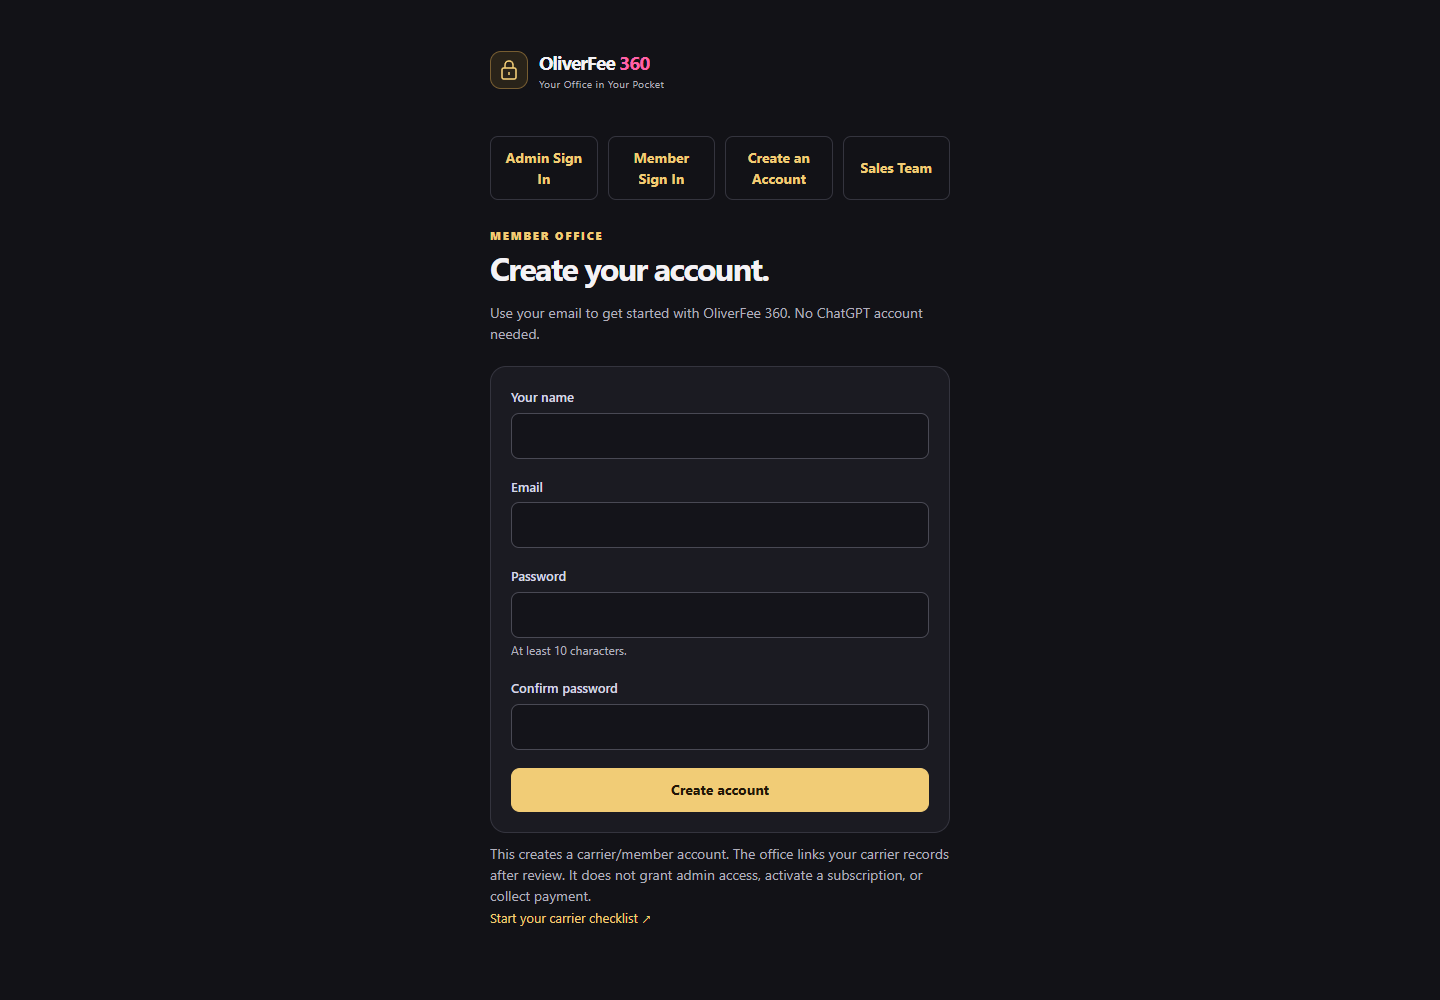 OliverFee 360
Your Office in Your Pocket
Admin Sign
In
Member
Sign In
Create an
Account
Sales Team
MEMBER OFFICE
Create your account.
Use your email to get started with OliverFee 360. No ChatGPT account
needed.
Your name
Email
Password
At least 10 characters.
Confirm password
Create account
This creates a carrier/member account. The office links your carrier records
after review. It does not grant admin access, activate a subscription, or
collect payment.
Start your carrier checklist ↗